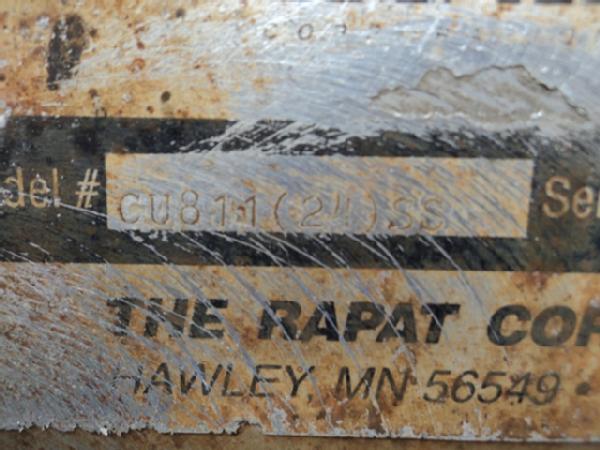 del # CU811(24)SS Se
THE RAPAT COR
HAWLEY, MN 56549 •